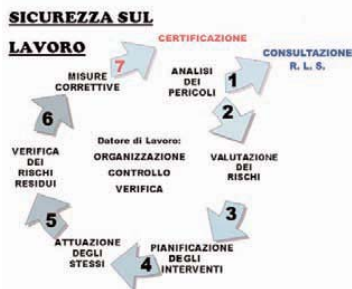 SICUREZZA SUL
LAVORO
CERTIFICAZIONE
CONSULTAZIONE
R. L. S.
7
MISURE
CORRETTIVE
ANALISI
DEI
PERICOLI
1
2
6
Datore di Lavoro:
ORGANIZZAZIONE
CONTROLLO
VERIFICA
VERIFICA
DEI
RISCHI
RESIDUI
VALUTAZIONE
DEI
RISCHI
5
3
ATTUAZIONE
DEGLI
STESSI
4
PIANIFICAZIONE
DEGLI
INTERVENTI